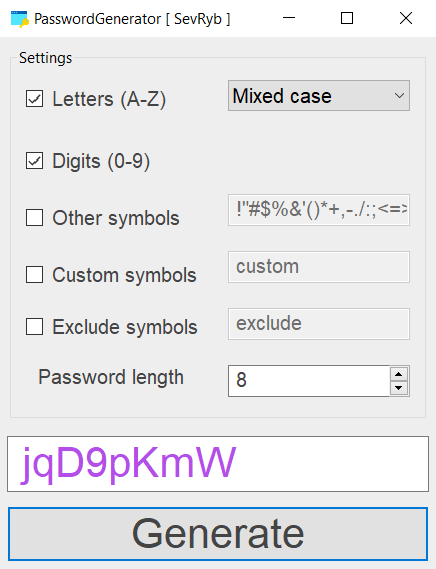 PasswordGenerator [ SevRyb ]
Settings
Letters (A-Z) Mixed case
Digits (0-9)
Other symbols !"#$%&'()*+,-./:;<=>
Custom symbols custom
Exclude symbols exclude
Password length 8
jqD9pKmW
Generate